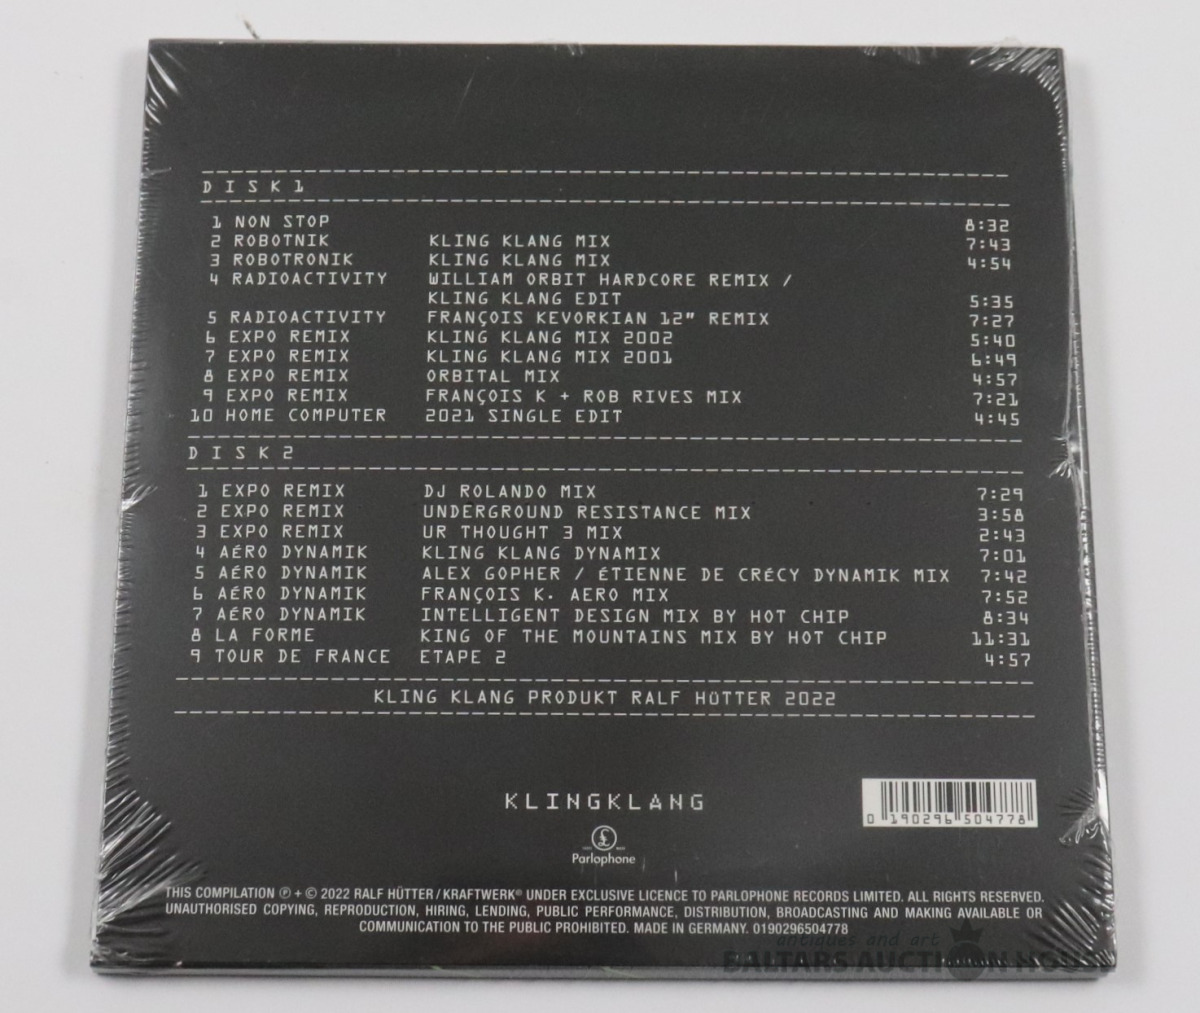 DISK1
1 NON STOP 8:32
2 ROBOTNIK KLING KLANG MIX 7:43
3 ROBOTRONIK KLING KLANG MIX 4:54
4 RADIOACTIVITY WILLIAM ORBIT HARDCORE REMIX /
KLING KLANG EDIT 5:35
5 RADIOACTIVITY FRANÇOIS KEVORKIAN 12" REMIX 7:27
6 EXPO REMIX KLING KLANG MIX 2002 5:40
7 EXPO REMIX KLING KLANG MIX 2001 6:49
8 EXPO REMIX ORBITAL MIX 4:57
9 EXPO REMIX FRANÇOIS K + ROB RIVES MIX 7:21
10 HOME COMPUTER 2021 SINGLE EDIT 4:45
DISK2
1 EXPO REMIX DJ ROLANDO MIX 7:29
2 EXPO REMIX UNDERGROUND RESISTANCE MIX 3:58
3 EXPO REMIX UR THOUGHT 3 MIX 2:43
4 AÉRO DYNAMIK KLING KLANG DYNAMIX 7:01
5 AÉRO DYNAMIK ALEX GOPHER / ÉTIENNE DE CRÉCY DYNAMIK MIX 7:42
6 AÉRO DYNAMIK FRANÇOIS K. AERO MIX 7:52
7 AÉRO DYNAMIK INTELLIGENT DESIGN MIX BY HOT CHIP 8:34
8 LA FORME KING OF THE MOUNTAINS MIX BY HOT CHIP 11:31
9 TOUR DE FRANCE ETAPE 2 4:57
KLING KLANG PRODUKT RALF HÜTTER 2022
KLINGKLANG
0 190296 504778
£
Parlophone
THIS COMPILATION ℗ + © 2022 RALF HÜTTER / KRAFTWERK® UNDER EXCLUSIVE LICENCE TO PARLOPHONE RECORDS LIMITED. ALL RIGHTS RESERVED.
UNAUTHORISED COPYING, REPRODUCTION, HIRING, LENDING, PUBLIC PERFORMANCE, DISTRIBUTION, BROADCASTING AND MAKING AVAILABLE OR
COMMUNICATION TO THE PUBLIC PROHIBITED. MADE IN GERMANY. 0190296504778
antiques and art
BALTARS AUCTION HOUSE